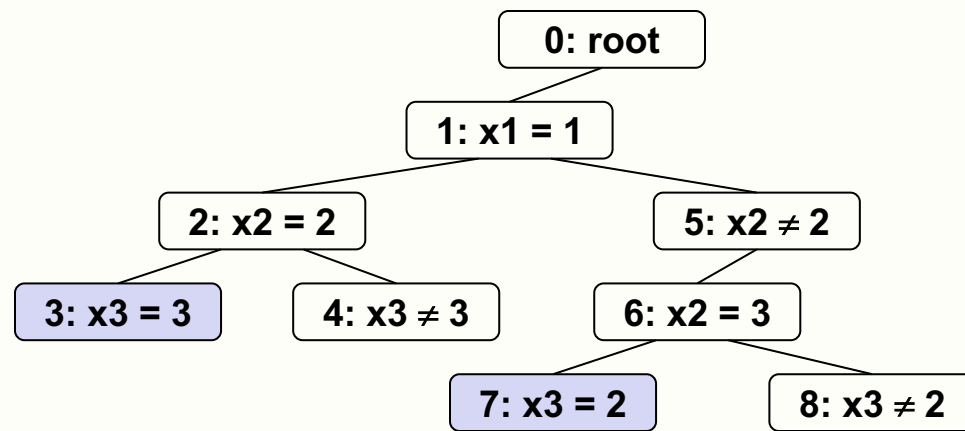 0: root
1: x1 = 1
2: x2 = 2
5: x2 ≠ 2
3: x3 = 3
4: x3 ≠ 3
6: x2 = 3
7: x3 = 2
8: x3 ≠ 2